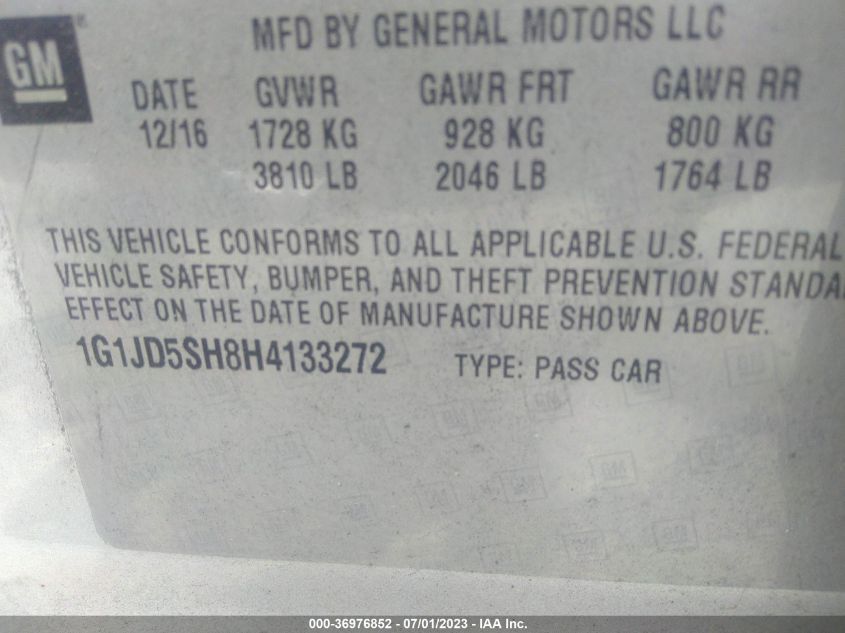 GM
MFD BY GENERAL MOTORS LLC
DATE GVWR GAWR FRT GAWR RR
12/16 1728 KG 928 KG 800 KG
3810 LB 2046 LB 1764 LB
THIS VEHICLE CONFORMS TO ALL APPLICABLE U.S. FEDERAL
VEHICLE SAFETY, BUMPER, AND THEFT PREVENTION STANDA
EFFECT ON THE DATE OF MANUFACTURE SHOWN ABOVE.
1G1JD5SH8H4133272 TYPE: PASS CAR
000-36976852 - 07/01/2023 - IAA Inc.